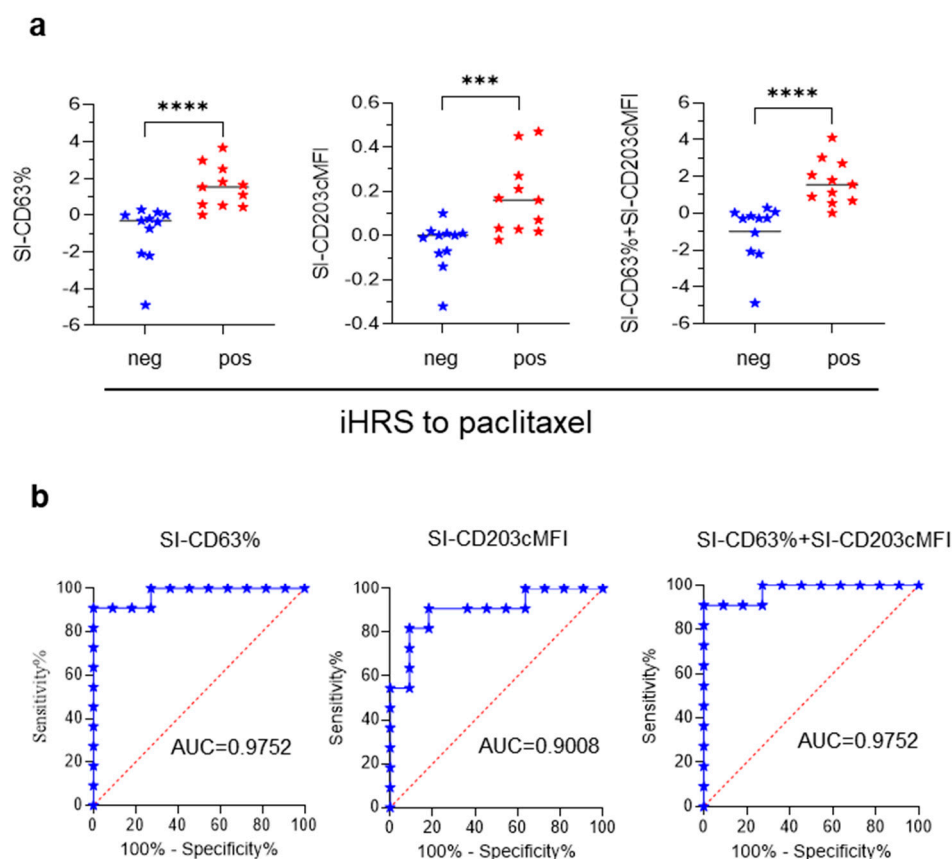 a
****
***
****
SI-CD63%
6
4
2
0
-2
-4
-6
neg
pos
SI-CD203cMFI
0.6
0.4
0.2
0.0
-0.2
-0.4
neg
pos
SI-CD63%+SI-CD203cMFI
6
4
2
0
-2
-4
-6
neg
pos
iHRS to paclitaxel
b
SI-CD63%
Sensitivity%
100
80
60
40
20
0
AUC=0.9752
0 20 40 60 80 100
100% - Specificity%
SI-CD203cMFI
Sensitivity%
100
80
60
40
20
0
AUC=0.9008
0 20 40 60 80 100
100% - Specificity%
SI-CD63%+SI-CD203cMFI
Sensitivity%
100
80
60
40
20
0
AUC=0.9752
0 20 40 60 80 100
100% - Specificity%